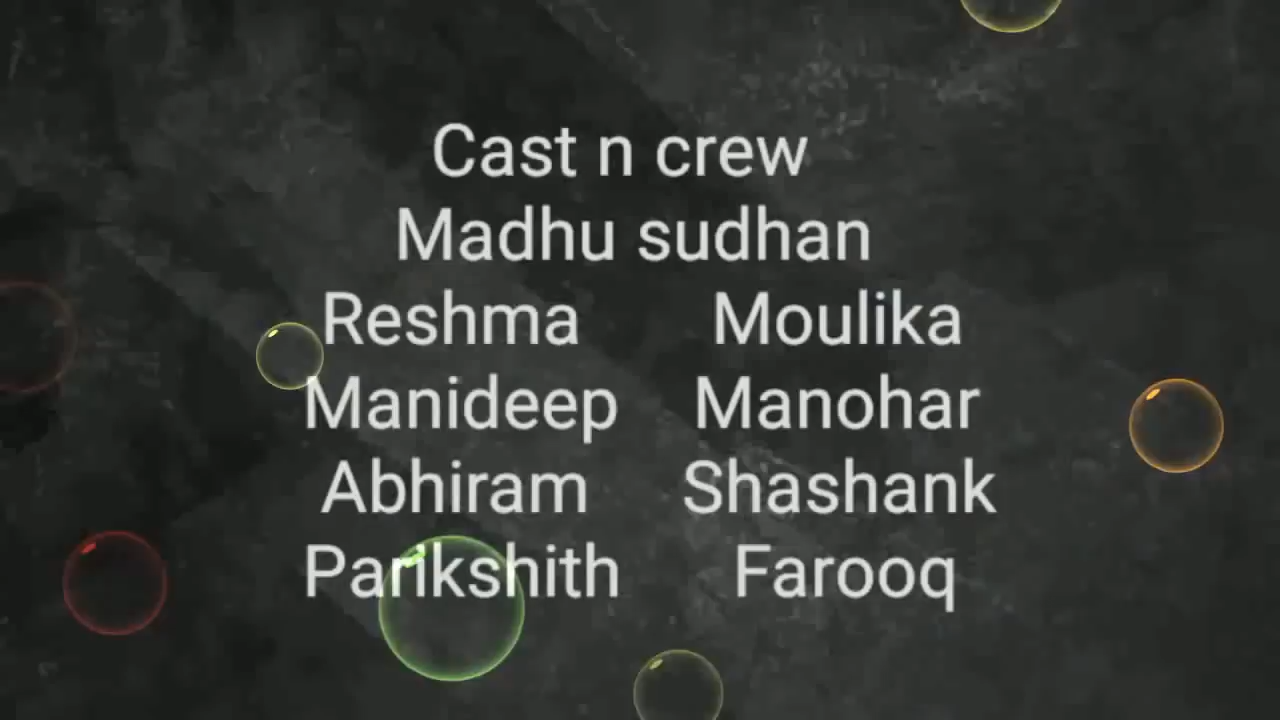 Cast n crew
Madhu sudhan
Reshma Moulika
Manideep Manohar
Abhiram Shashank
Parikshith Farooq